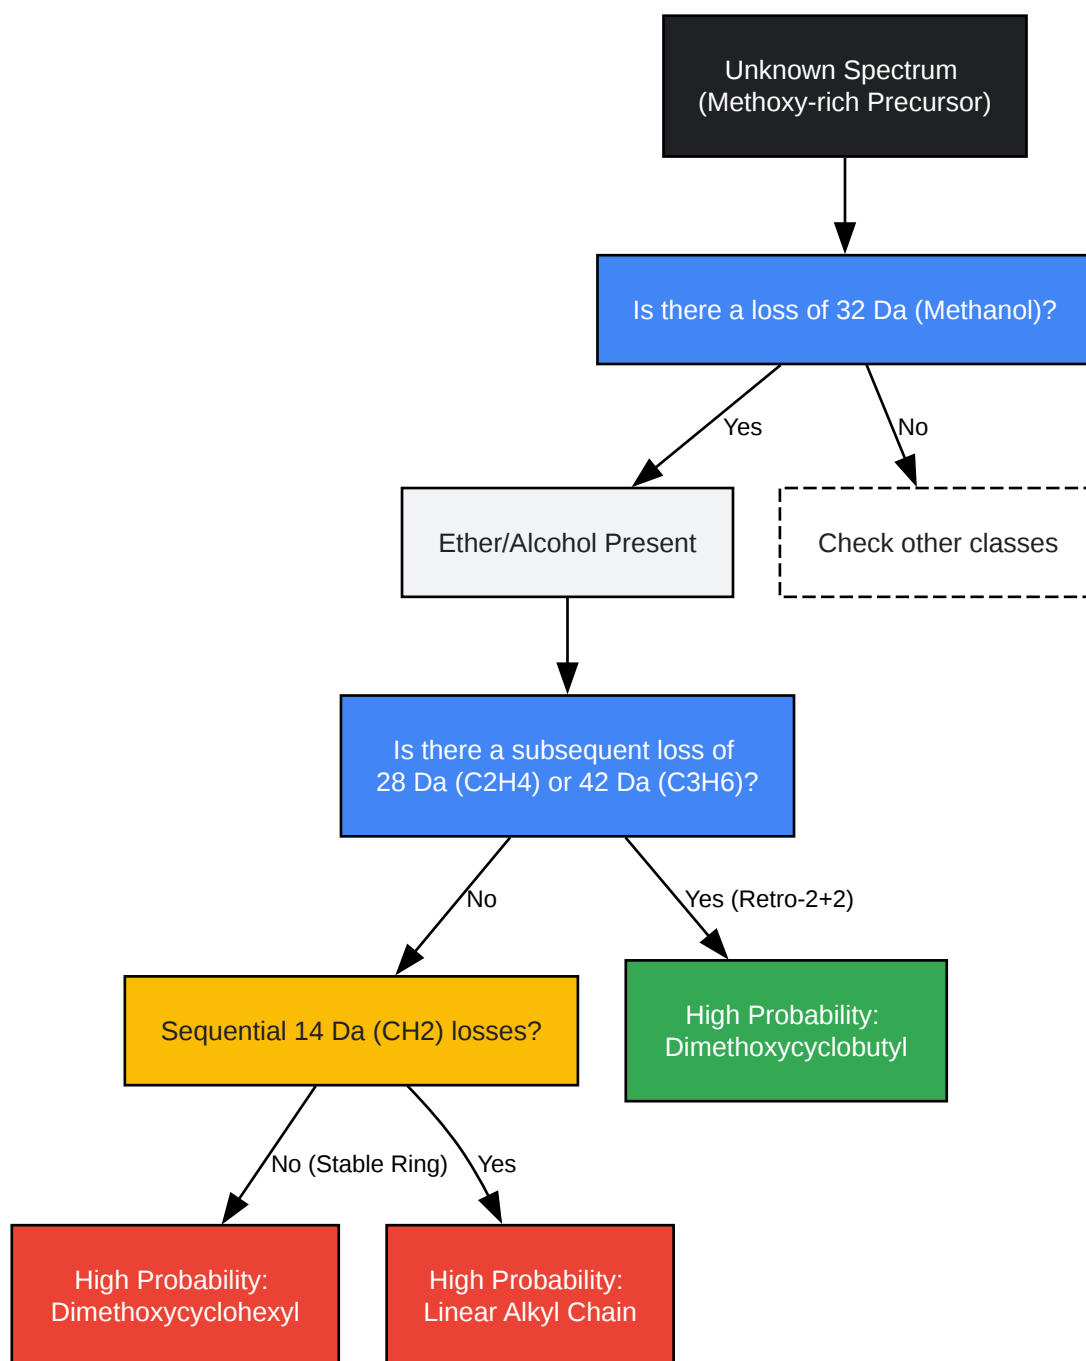 Unknown Spectrum
(Methoxy-rich Precursor)
Is there a loss of 32 Da (Methanol)?
Yes
No
Ether/Alcohol Present
Check other classes
Is there a subsequent loss of
28 Da (C2H4) or 42 Da (C3H6)?
No
Yes (Retro-2+2)
Sequential 14 Da (CH2) losses?
High Probability:
Dimethoxycyclobutyl
No (Stable Ring)
Yes
High Probability:
Dimethoxycyclohexyl
High Probability:
Linear Alkyl Chain